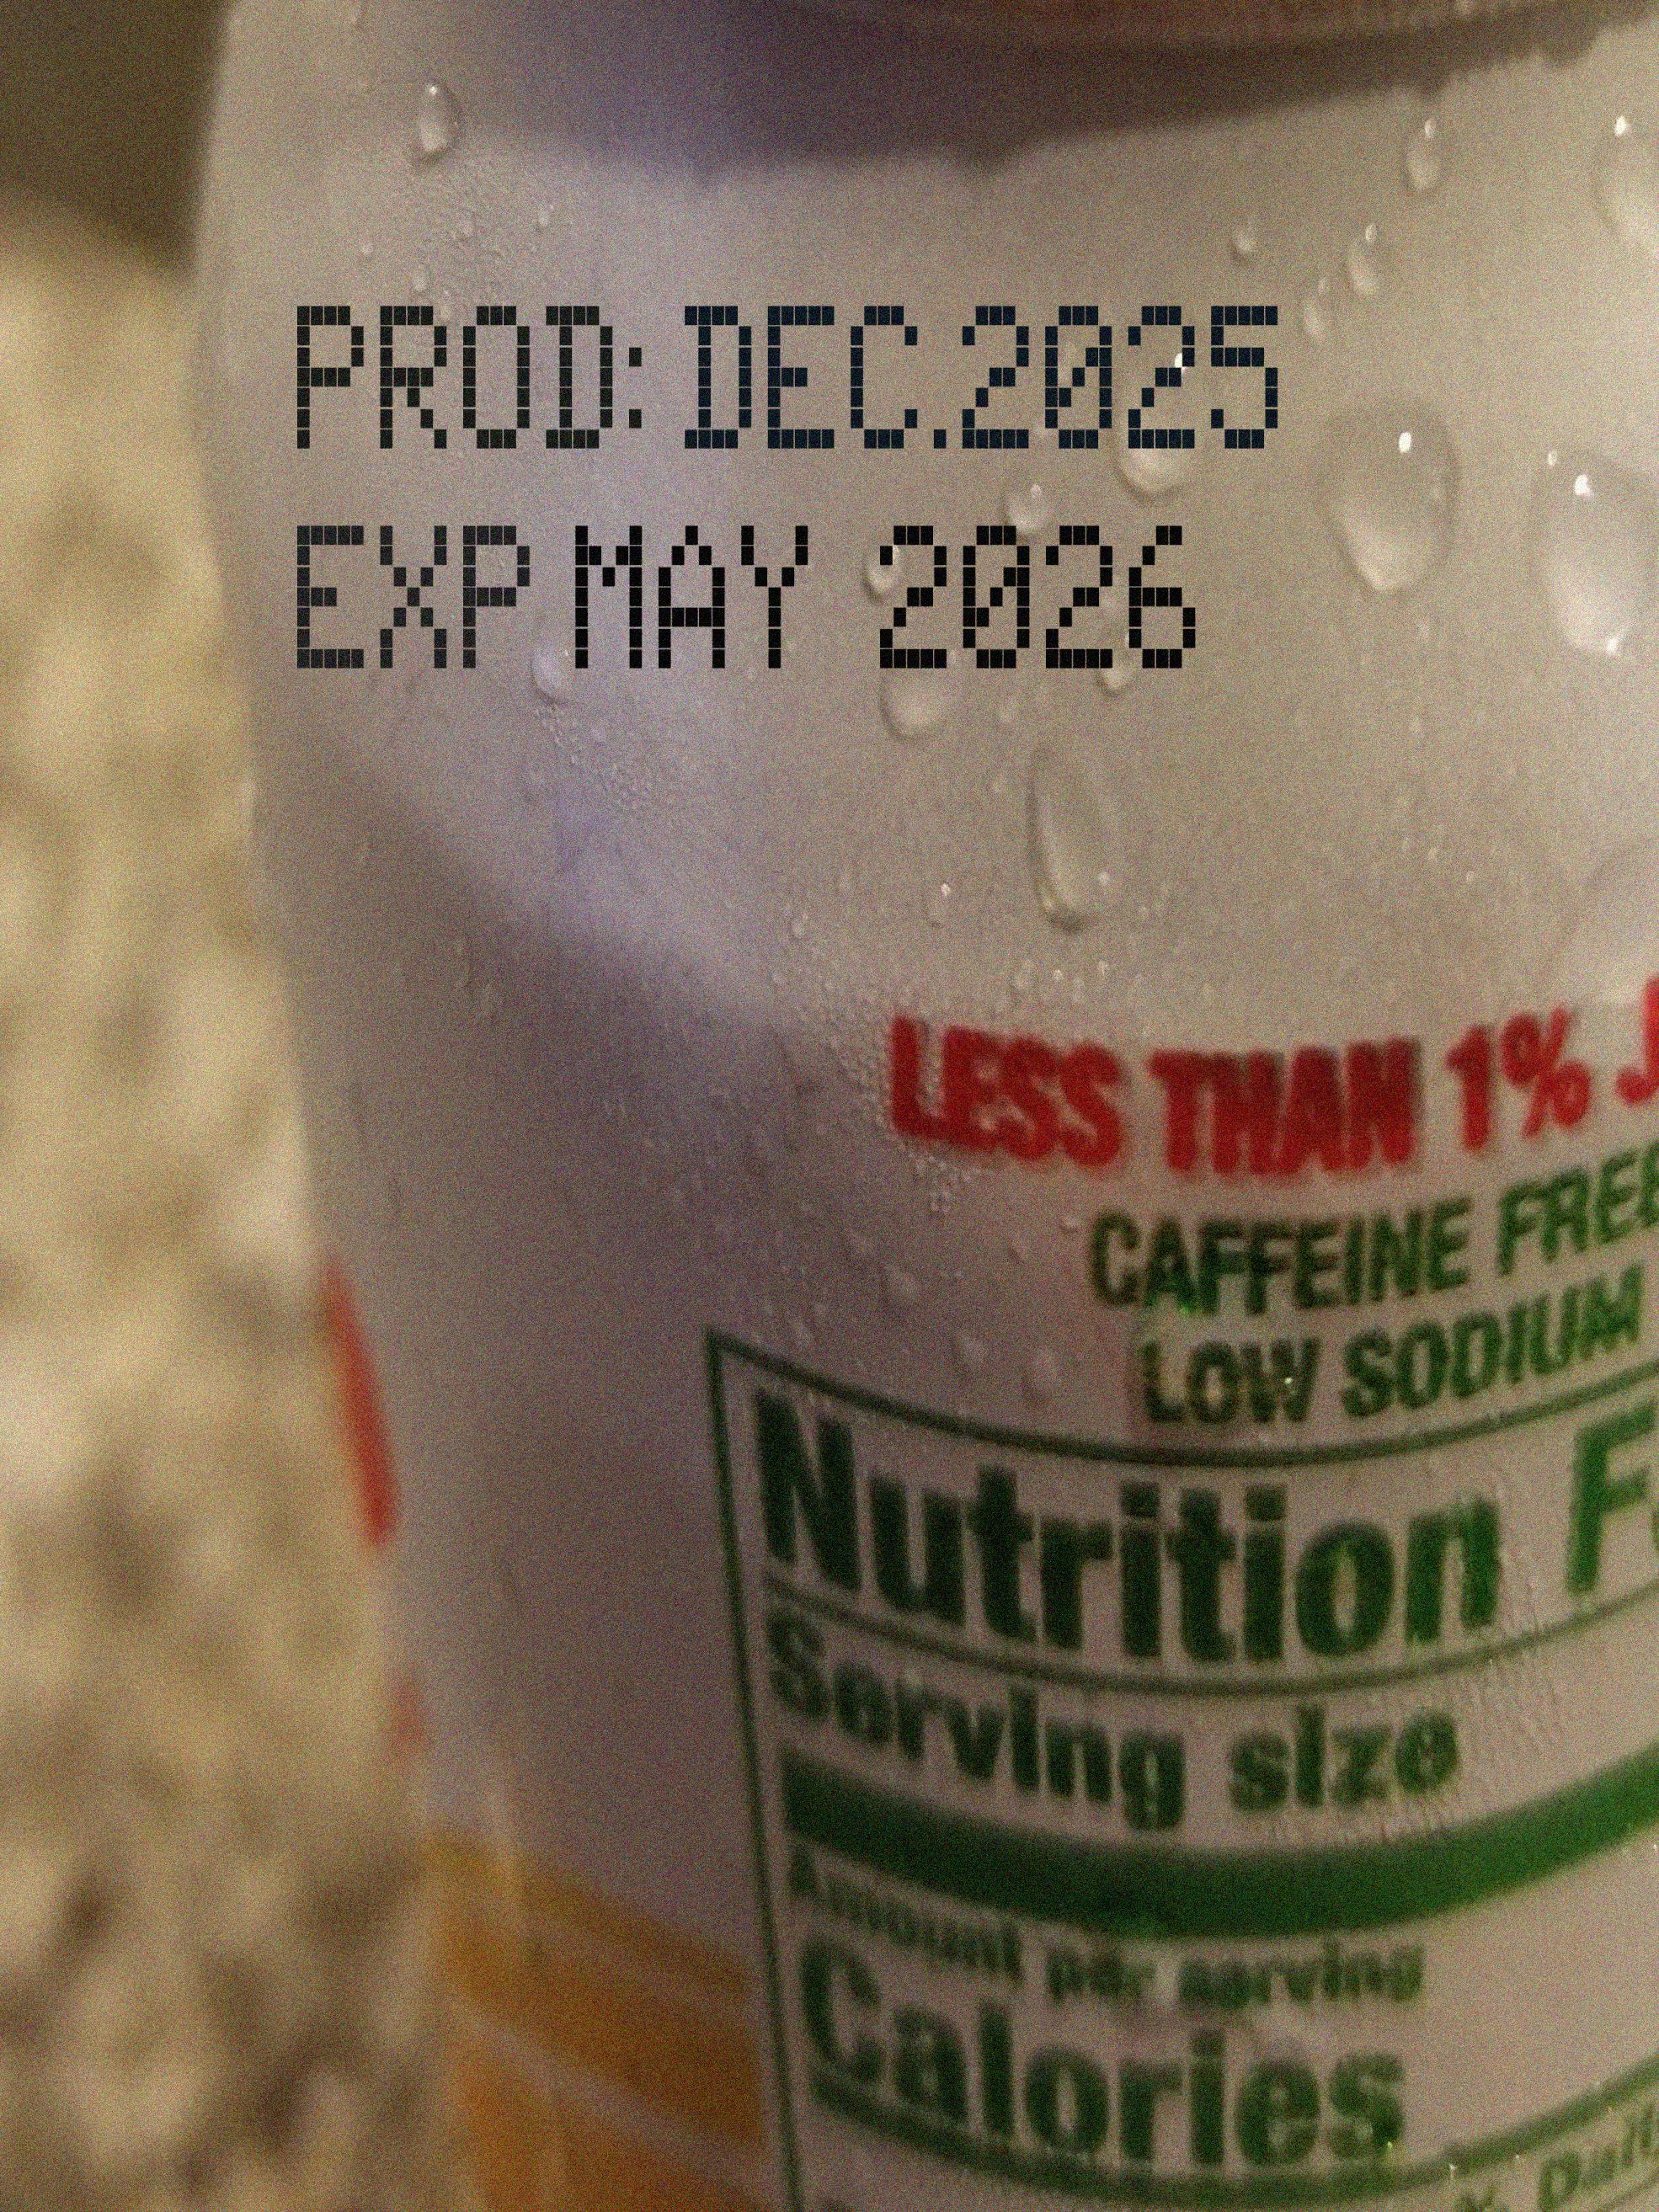 PROD: DEC.2025
EXP MAY 2026
LESS THAN 1%
CAFFEINE FREE
LOW SODIUM
Nutrition
Serving size
Amount per serving
Calories